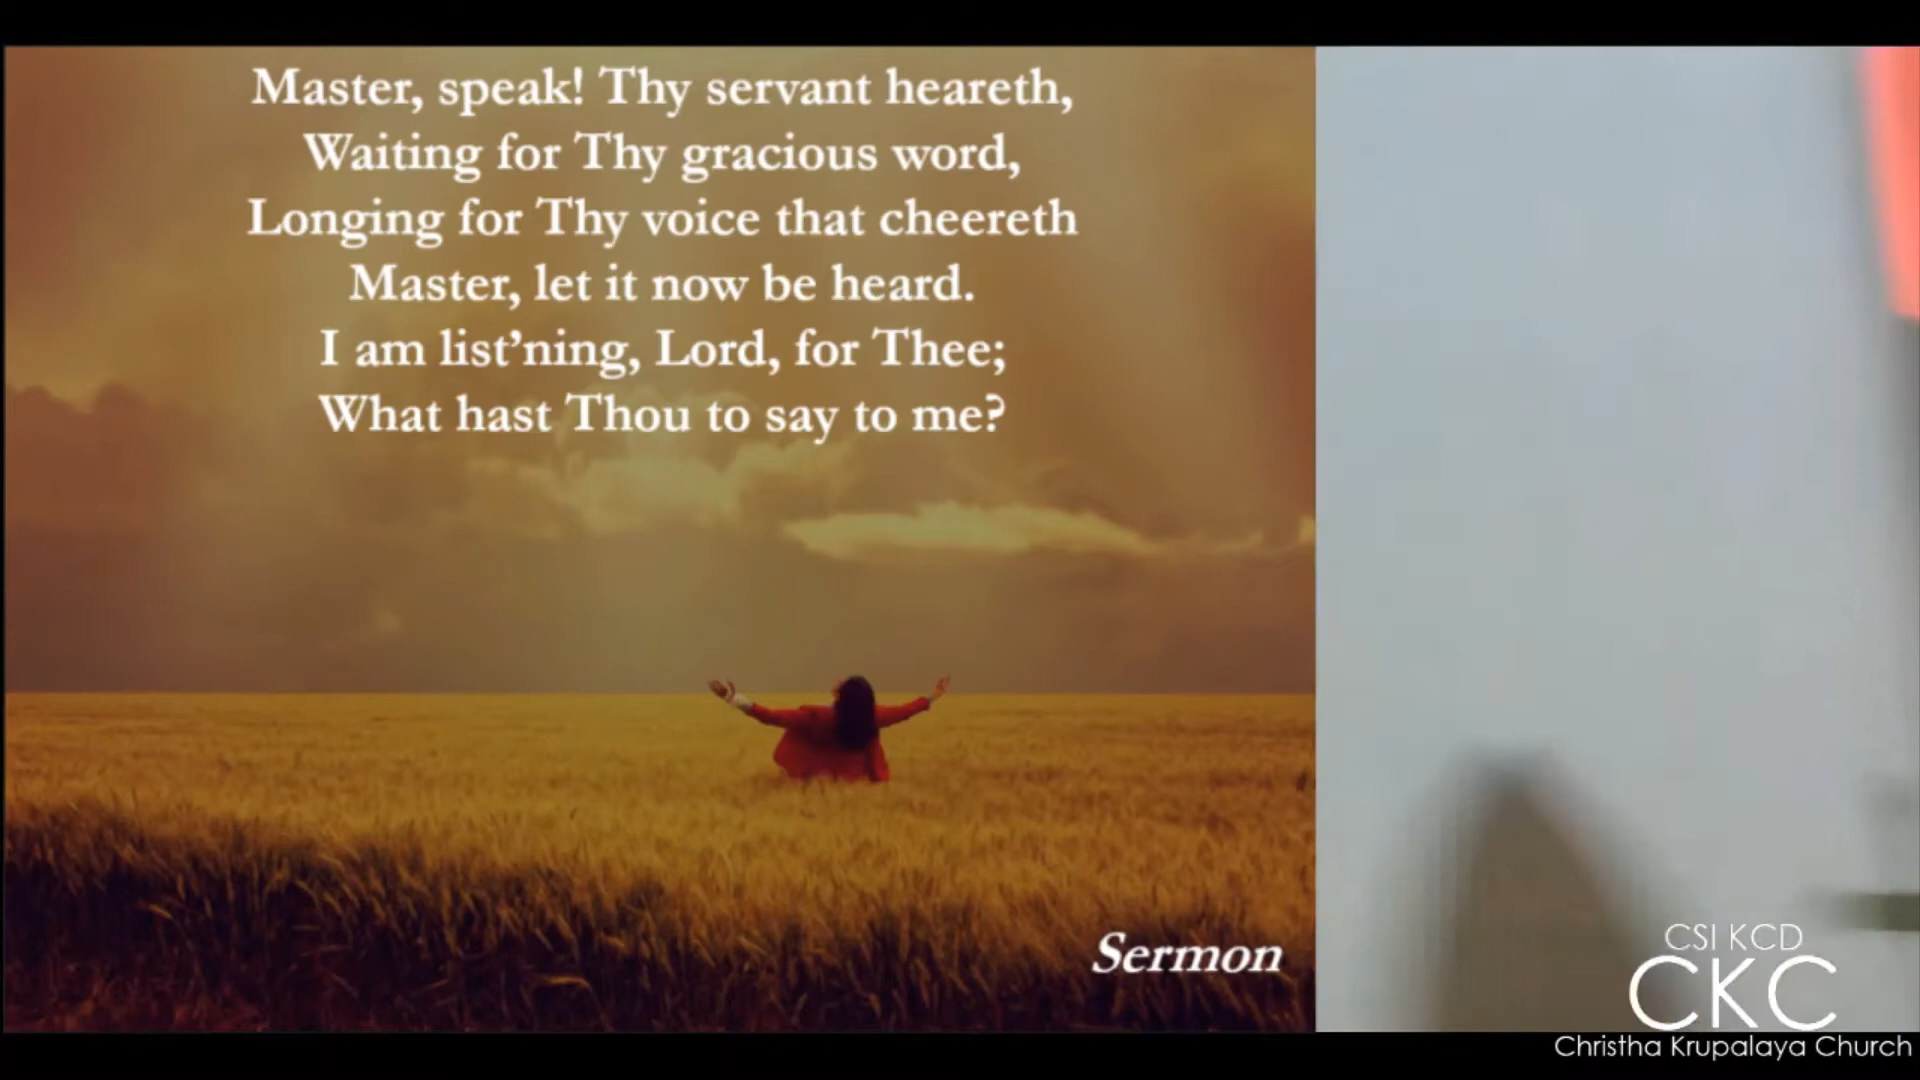 Master, speak! Thy servant heareth,
Waiting for Thy gracious word,
Longing for Thy voice that cheereth
Master, let it now be heard.
I am list’ning, Lord, for Thee;
What hast Thou to say to me?
Sermon
CSI KCD
CKC
Christha Krupalaya Church